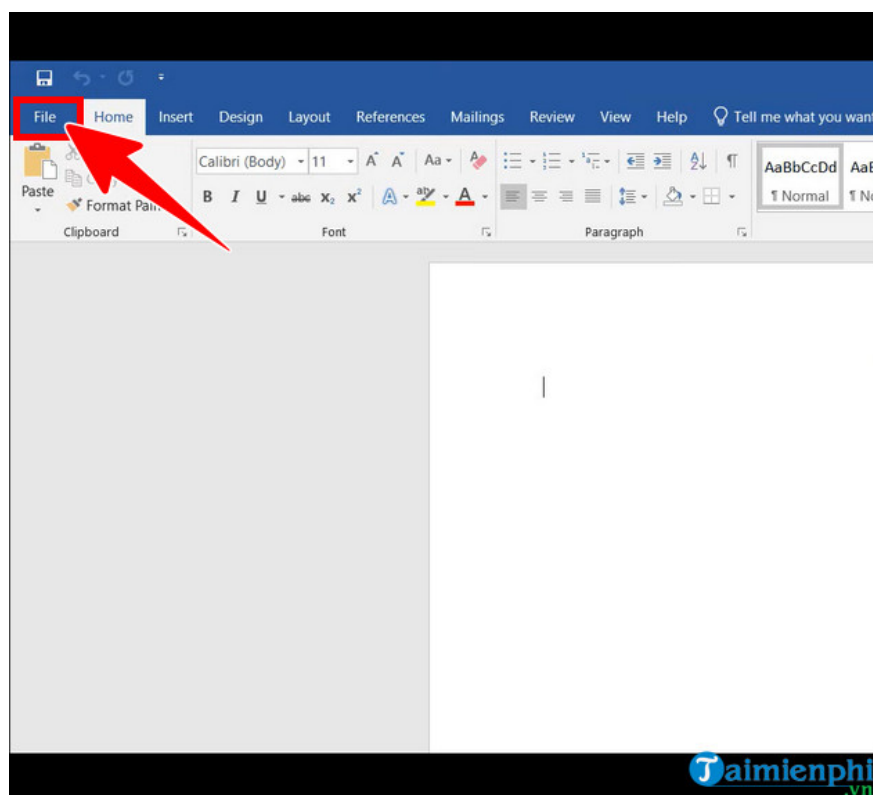 File Home Insert Design Layout References Mailings Review View Help Tell me what you want
Calibri (Body) 11 A A Aa A
AaBbCcDd AaB
Paste
B I U abc X₂ X² A aby A
¶ Normal ¶ No
Format Pain
Clipboard Font Paragraph
Taimienphi
.vn